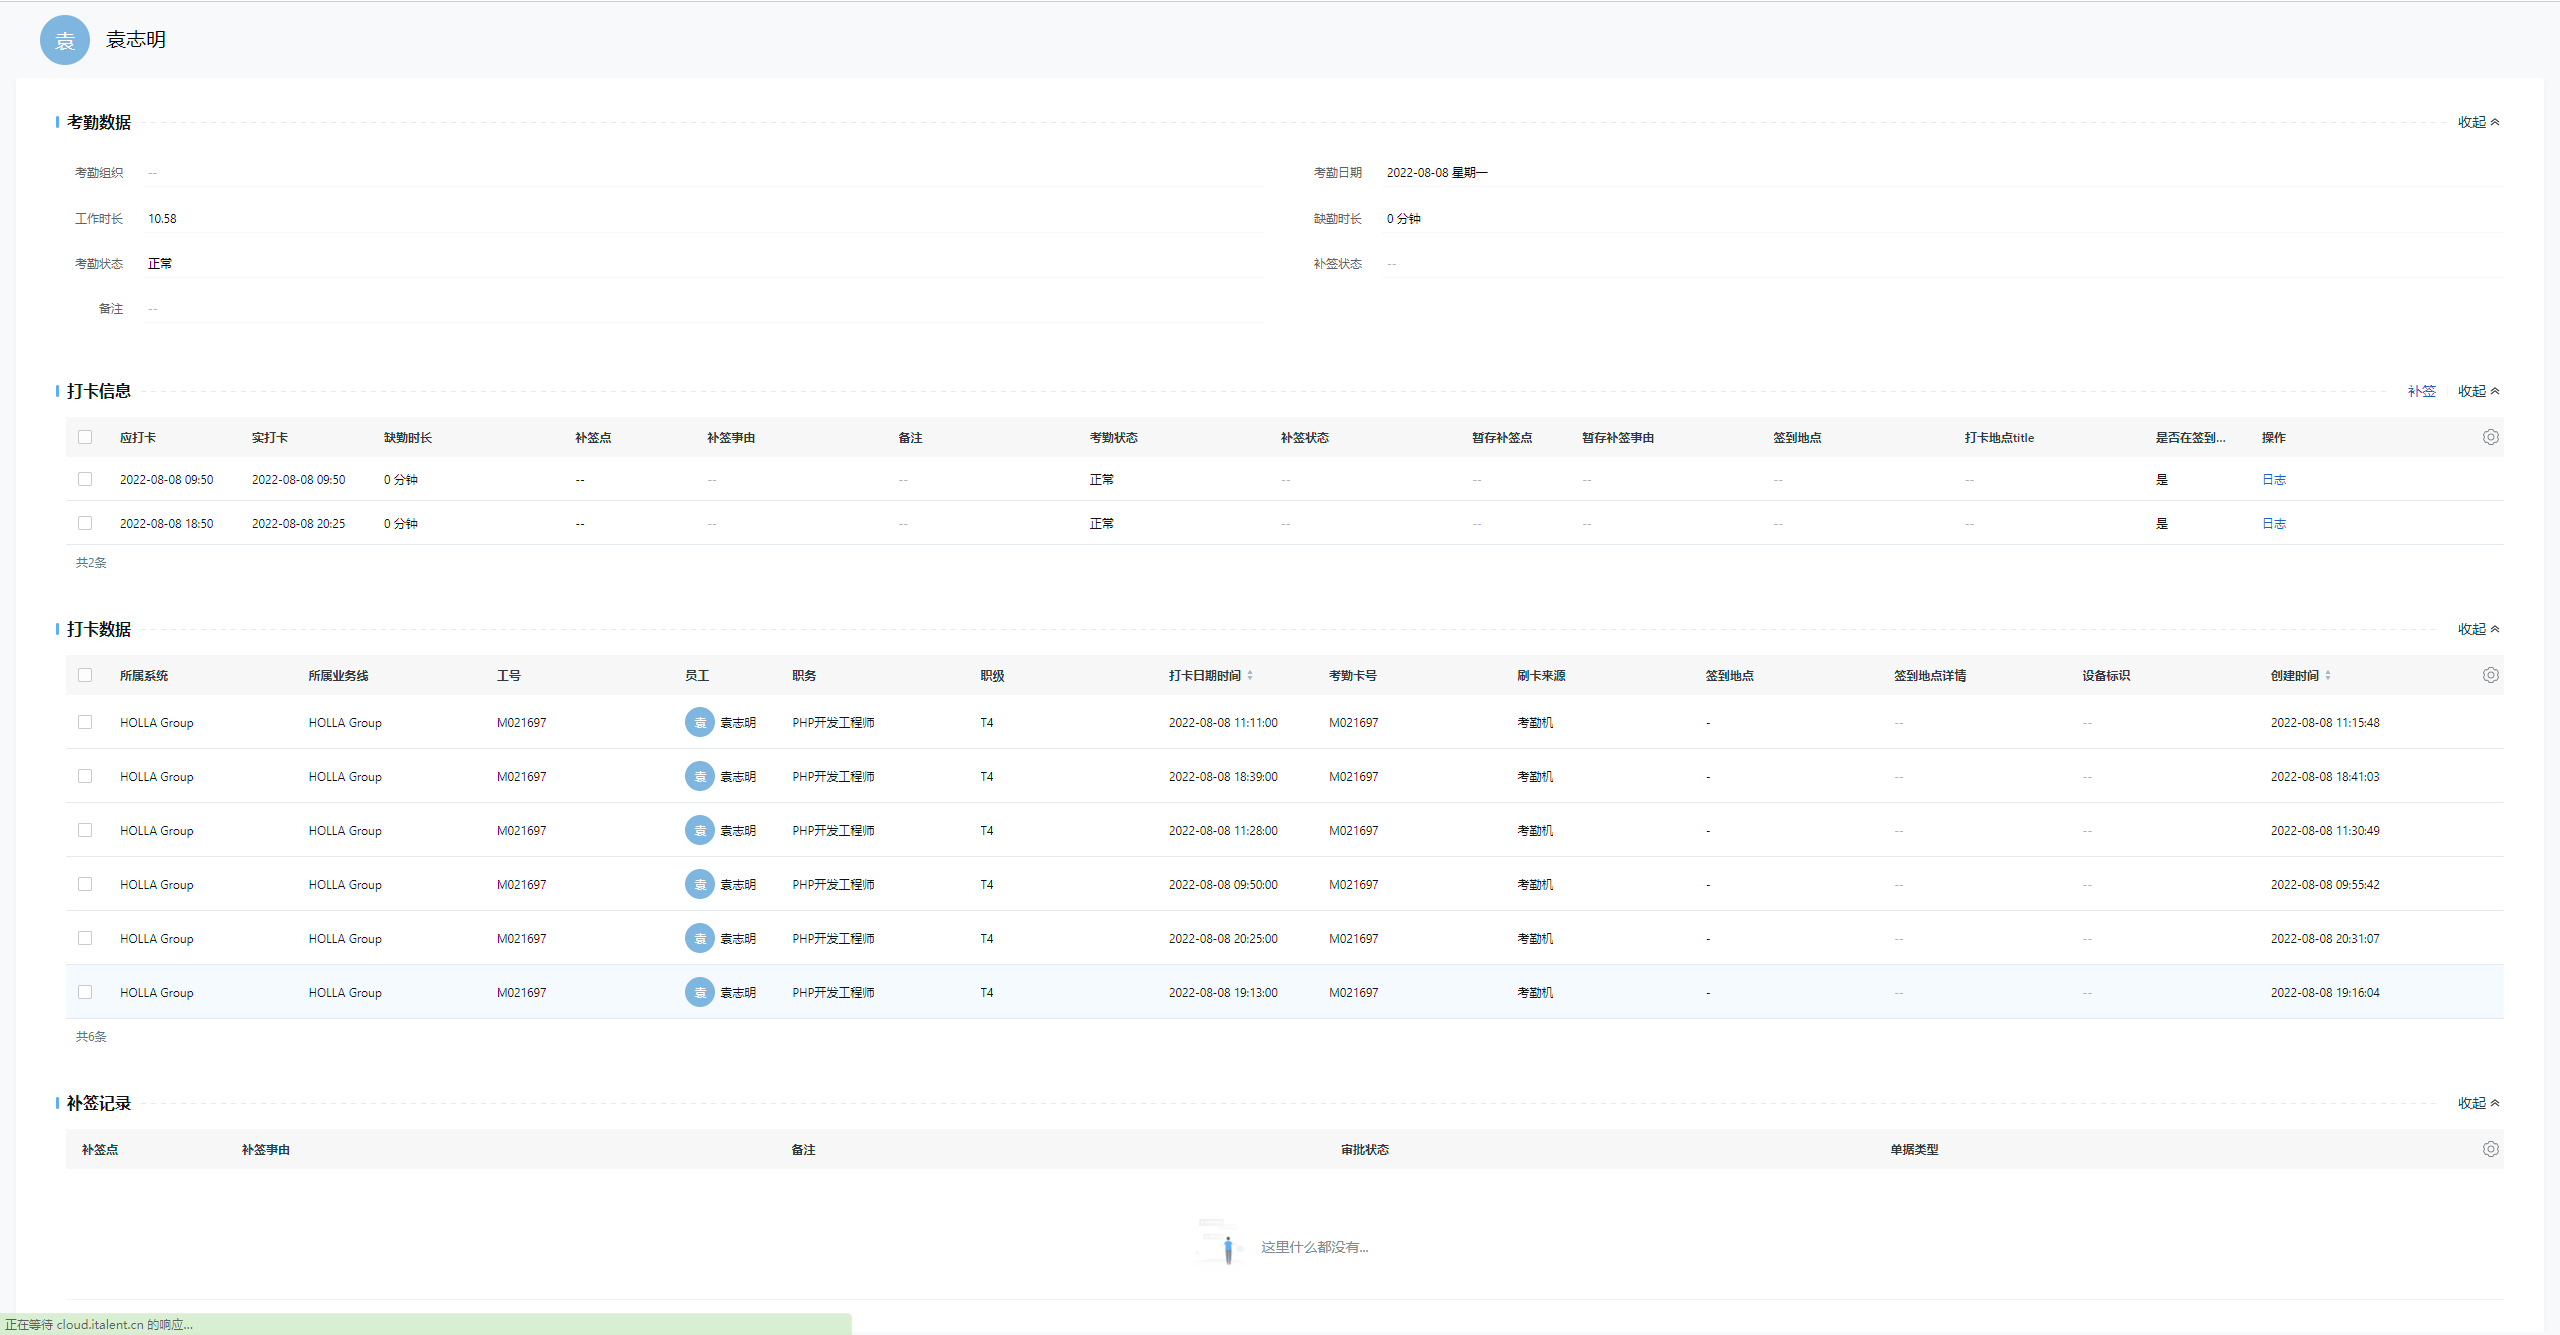 袁 袁志明
考勤数据 收起
考勤组织 -- 考勤日期 2022-08-08 星期一
工作时长 10.58 缺勤时长 0 分钟
考勤状态 正常 补签状态 --
备注 --
打卡信息 补签 收起
应打卡 实打卡 缺勤时长 补签点 补签事由 备注 考勤状态 补签状态 暂存补签点 暂存补签事由 签到地点 打卡地点title 是否在签到... 操作
2022-08-08 09:50 2022-08-08 09:50 0 分钟 -- -- -- 正常 -- -- -- -- -- 是 日志
2022-08-08 18:50 2022-08-08 20:25 0 分钟 -- -- -- 正常 -- -- -- -- -- 是 日志
共2条
打卡数据 收起
所属系统 所属业务线 工号 员工 职务 职级 打卡日期时间 考勤卡号 刷卡来源 签到地点 签到地点详情 设备标识 创建时间
HOLLA Group HOLLA Group M021697 袁 袁志明 PHP开发工程师 T4 2022-08-08 11:11:00 M021697 考勤机 - -- -- 2022-08-08 11:15:48
HOLLA Group HOLLA Group M021697 袁 袁志明 PHP开发工程师 T4 2022-08-08 18:39:00 M021697 考勤机 - -- -- 2022-08-08 18:41:03
HOLLA Group HOLLA Group M021697 袁 袁志明 PHP开发工程师 T4 2022-08-08 11:28:00 M021697 考勤机 - -- -- 2022-08-08 11:30:49
HOLLA Group HOLLA Group M021697 袁 袁志明 PHP开发工程师 T4 2022-08-08 09:50:00 M021697 考勤机 - -- -- 2022-08-08 09:55:42
HOLLA Group HOLLA Group M021697 袁 袁志明 PHP开发工程师 T4 2022-08-08 20:25:00 M021697 考勤机 - -- -- 2022-08-08 20:31:07
HOLLA Group HOLLA Group M021697 袁 袁志明 PHP开发工程师 T4 2022-08-08 19:13:00 M021697 考勤机 - -- -- 2022-08-08 19:16:04
共6条
补签记录 收起
补签点 补签事由 备注 审批状态 单据类型
这里什么都没有...
正在等待 cloud.italent.cn 的响应...